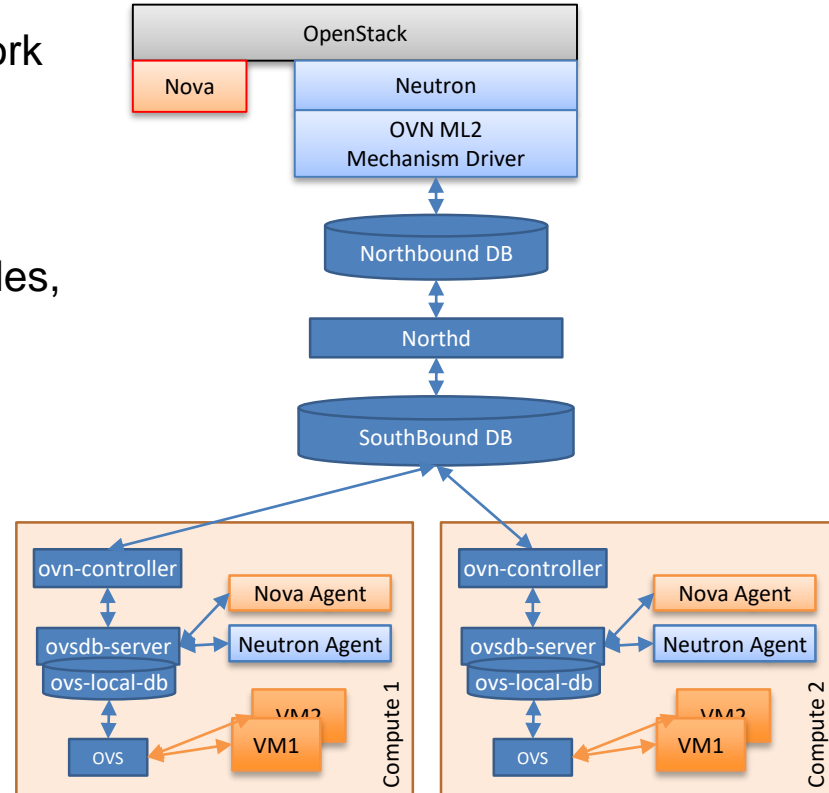 OpenStack
Nova
Neutron
OVN ML2
Mechanism Driver
Northbound DB
Northd
SouthBound DB
ovn-controller
Nova Agent
ovsdb-server
Neutron Agent
ovs-local-db
VM2
VM1
ovs
Compute 1
ovn-controller
Nova Agent
ovsdb-server
Neutron Agent
ovs-local-db
VM2
VM1
ovs
Compute 2